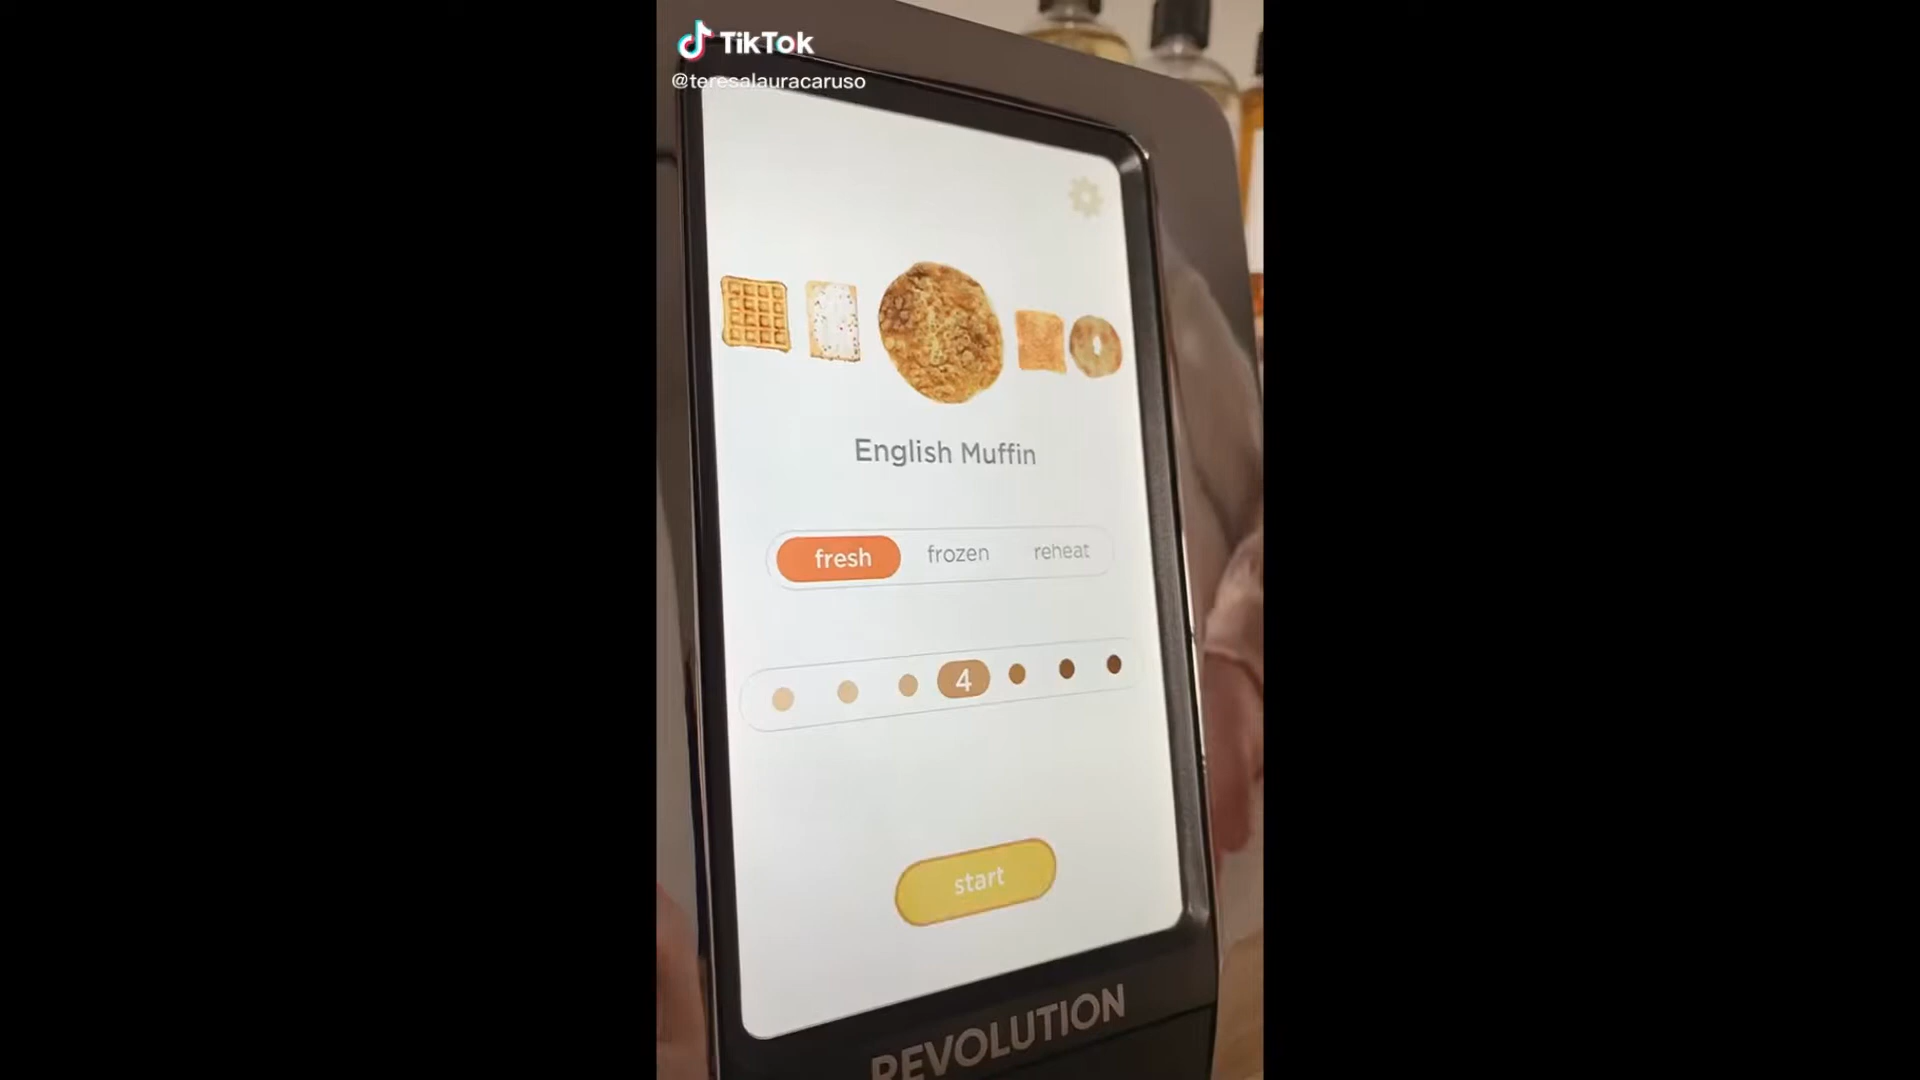 TikTok
@teresalauracaruso
English Muffin
fresh frozen reheat
4
start
REVOLUTION